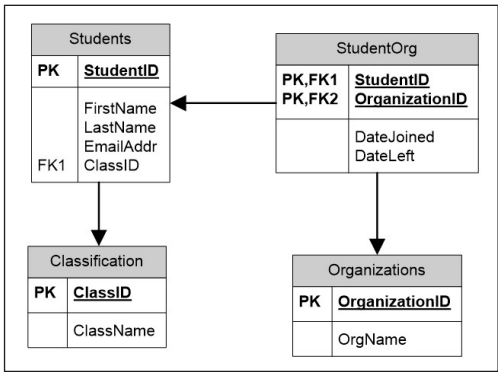 Students
PK StudentID
FirstName
LastName
EmailAddr
FK1 ClassID
StudentOrg
PK,FK1 StudentID
PK,FK2 OrganizationID
DateJoined
DateLeft
Classification
PK ClassID
ClassName
Organizations
PK OrganizationID
OrgName